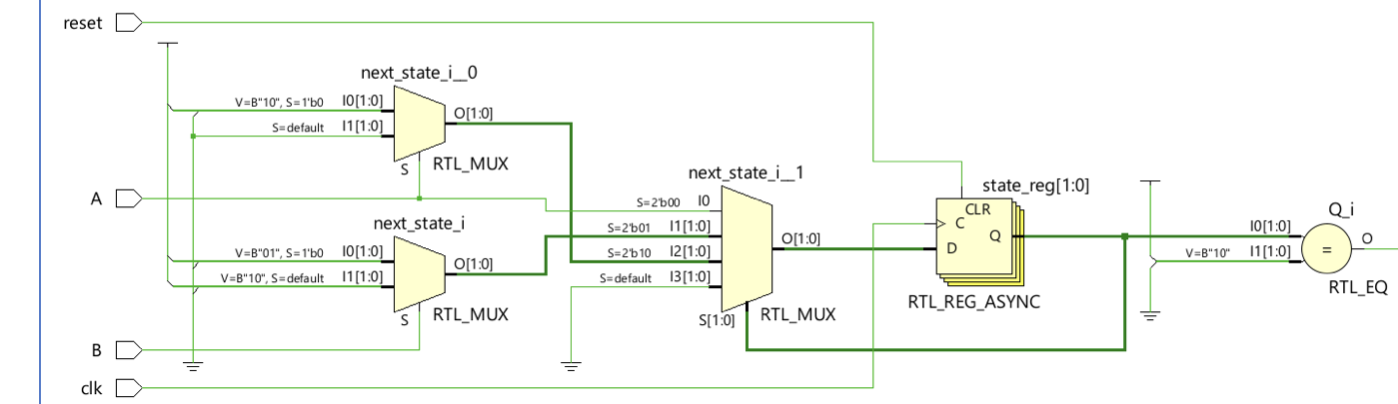 reset
next_state_i__0
V=B"10", S=1'b0 I0[1:0]
S=default I1[1:0]
O[1:0]
S
RTL_MUX
A
next_state_i
V=B"01", S=1'b0 I0[1:0]
V=B"10", S=default I1[1:0]
O[1:0]
S
RTL_MUX
B
clk
next_state_i__1
S=2'b00 I0
S=2'b01 I1[1:0]
S=2'b10 I2[1:0]
S=default I3[1:0]
O[1:0]
S[1:0]
RTL_MUX
state_reg[1:0]
CLR
C
D
Q
RTL_REG_ASYNC
Q_i
I0[1:0]
V=B"10" I1[1:0]
=
O
RTL_EQ